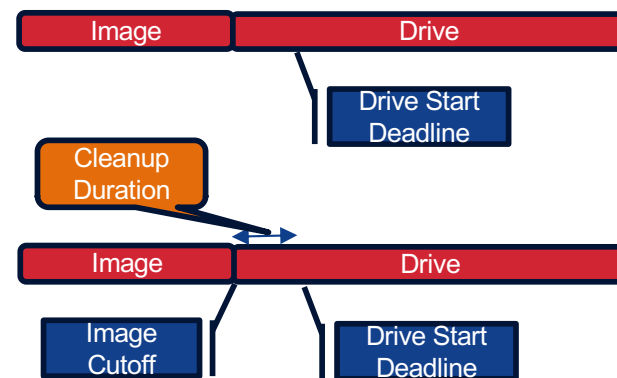 Image
Drive
Drive Start
Deadline
Cleanup
Duration
Image
Drive
Image
Cutoff
Drive Start
Deadline